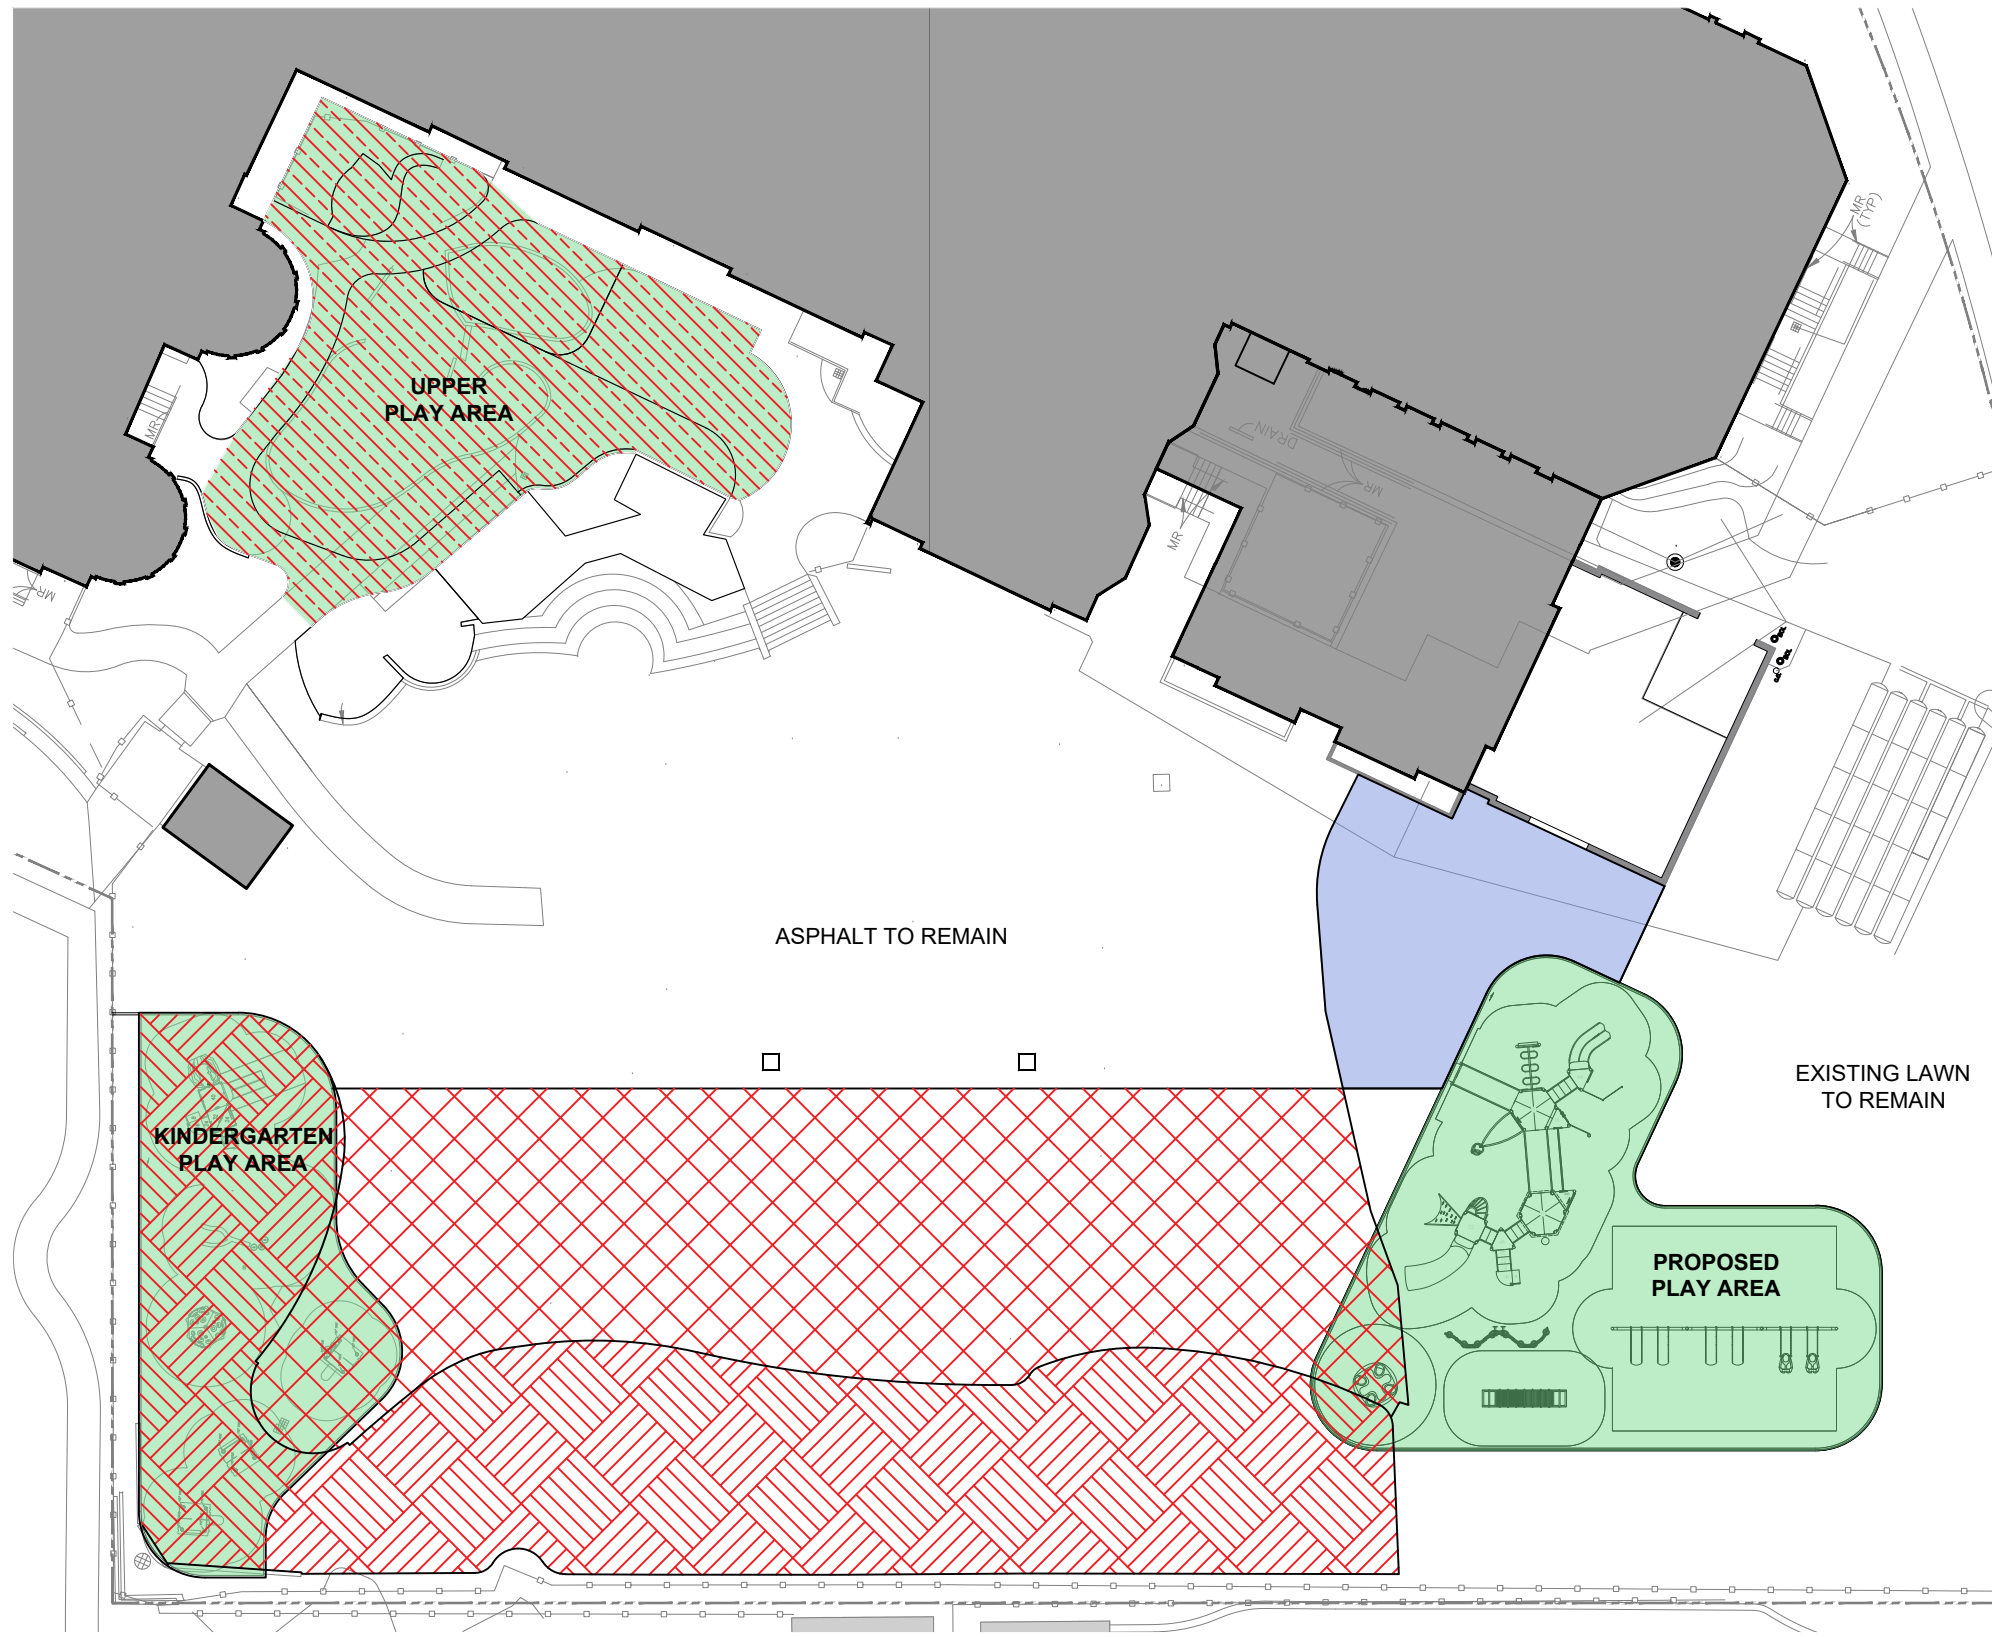 MR
(TYP)
UPPER
PLAY AREA
MR
DRAIN
MR
MR
MR
ASPHALT TO REMAIN
EXISTING LAWN
TO REMAIN
KINDERGARTEN
PLAY AREA
PROPOSED
PLAY AREA